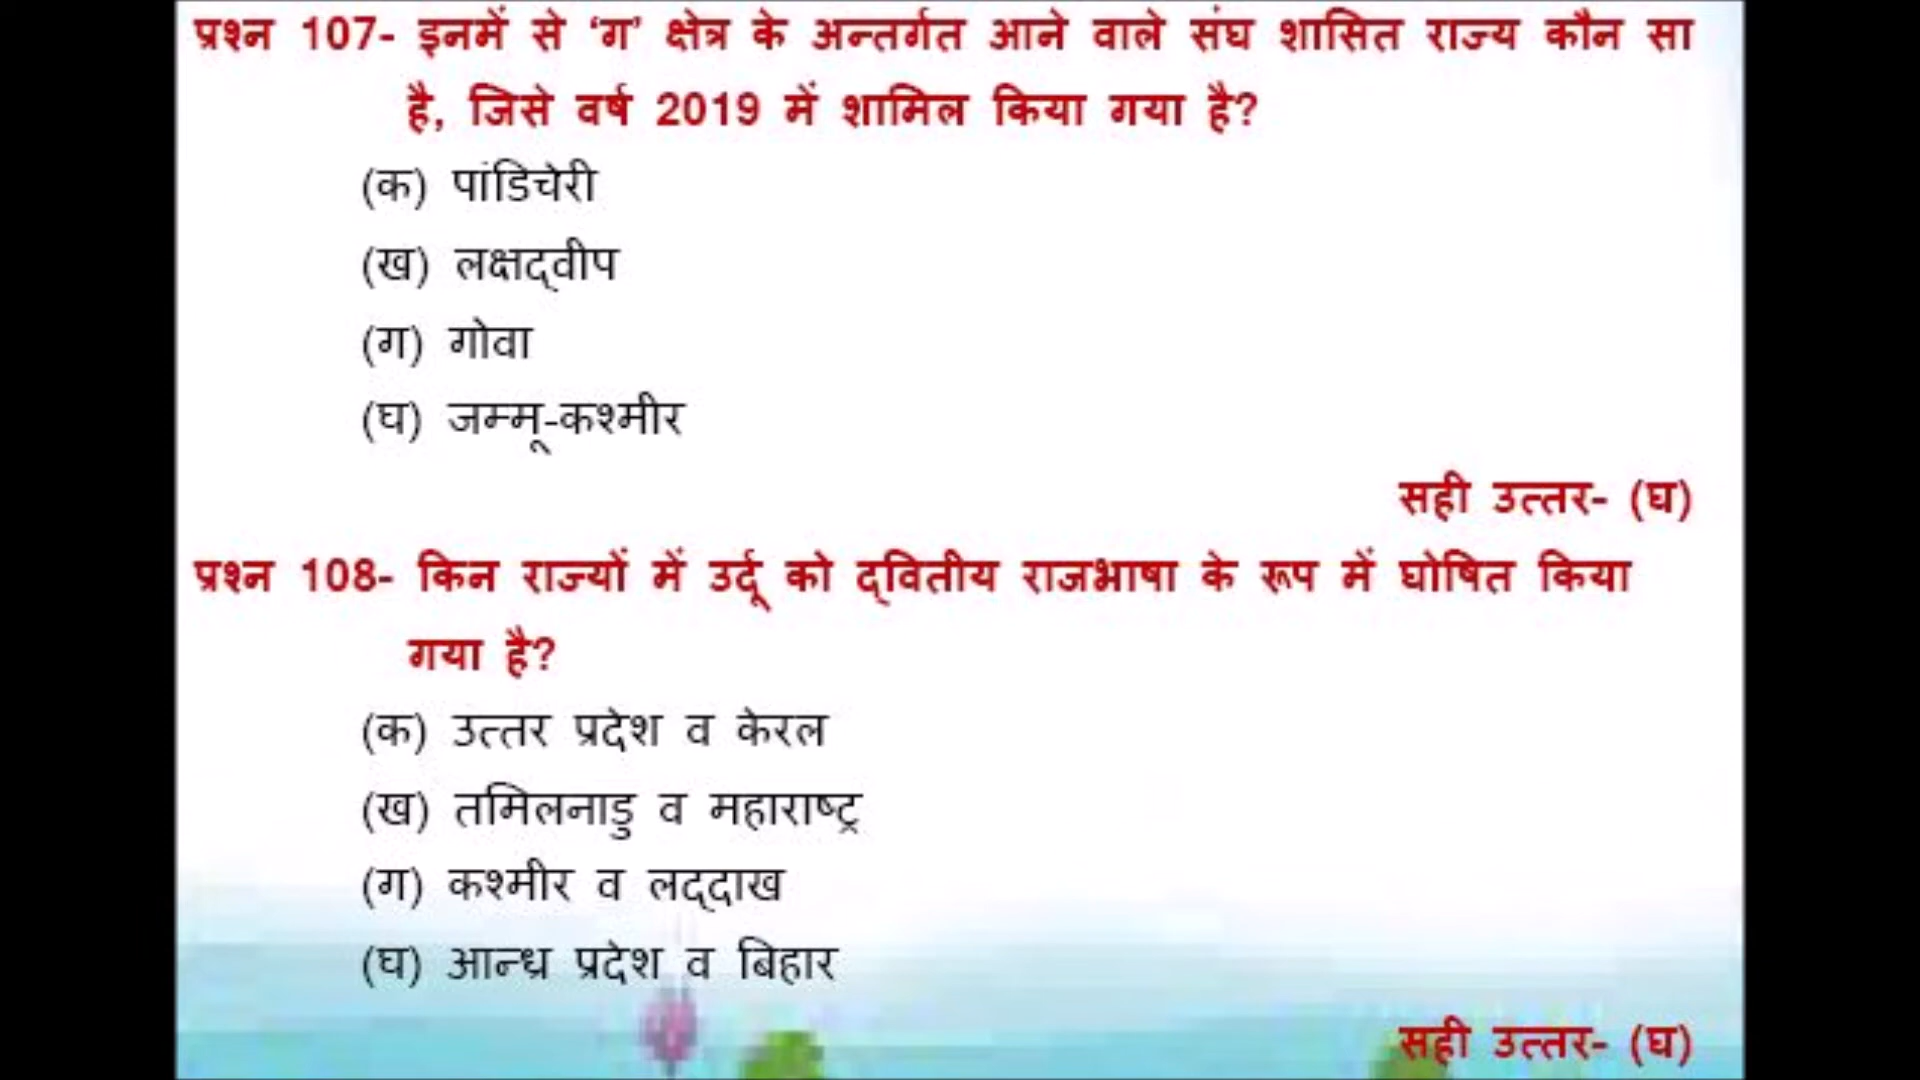 प्रश्न 107- इनमें से ‘ग’ क्षेत्र के अन्तर्गत आने वाले संघ शासित राज्य कौन सा
है, जिसे वर्ष 2019 में शामिल किया गया है?
(क) पांडिचेरी
(ख) लक्षद्वीप
(ग) गोवा
(घ) जम्मू-कश्मीर
सही उत्तर- (घ)
प्रश्न 108- किन राज्यों में उर्दू को द्वितीय राजभाषा के रूप में घोषित किया
गया है?
(क) उत्तर प्रदेश व केरल
(ख) तमिलनाडु व महाराष्ट्र
(ग) कश्मीर व लद्दाख
(घ) आन्ध्र प्रदेश व बिहार
सही उत्तर- (घ)